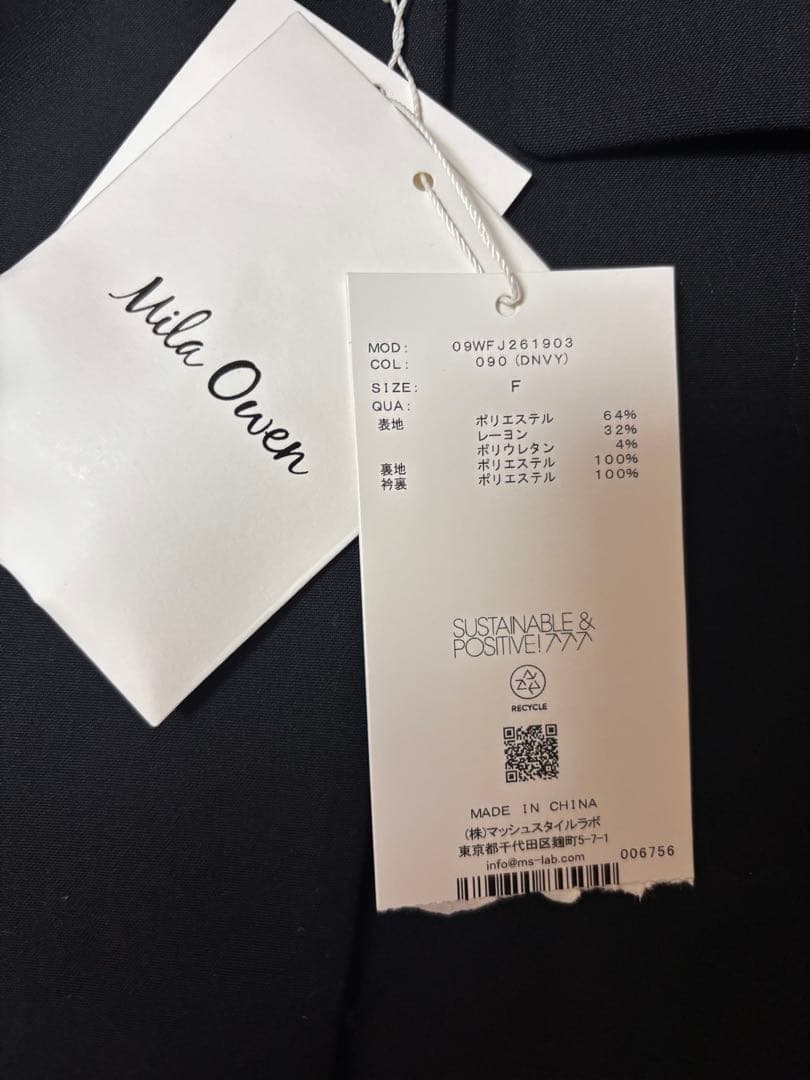 Mila Owen
MOD: 09WFJ261903
COL: 090 (DNVY)
SIZE: F
QUA:
表地 ポリエステル 64%
レーヨン 32%
ポリウレタン 4%
裏地 ポリエステル 100%
衿裏 ポリエステル 100%
SUSTAINABLE &
POSITIVE!
RECYCLE
MADE IN CHINA
(株)マッシュスタイルラボ
東京都千代田区麹町5-7-1
info@ms-lab.com 006756